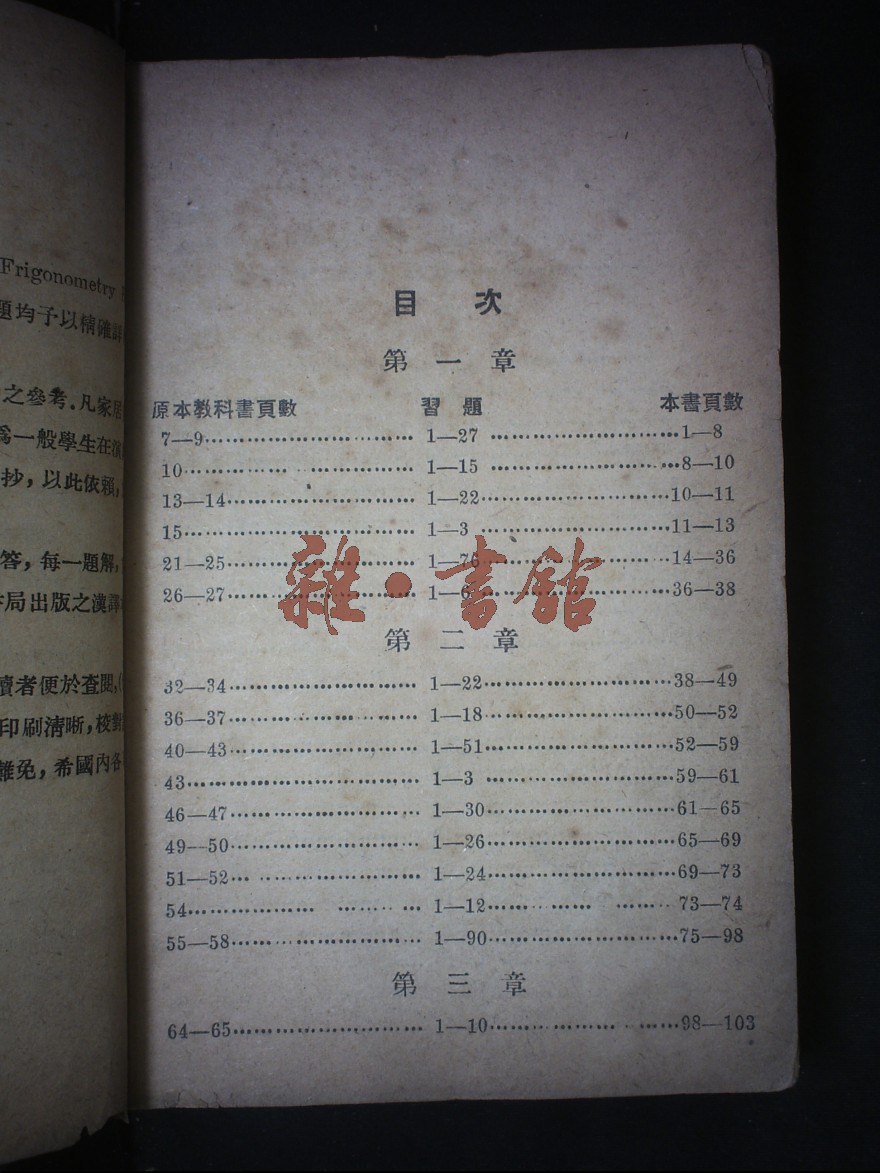 Frigonometry
題均予以精確詳
之參考.凡家居
爲一般學生在演
抄，以此依賴，
答，每一題解，
局出版之漢譯
讀者便於查閱，
印刷清晰，校對
難免，希國內各
目 次
第 一 章
原本教科書頁數 習 題 本書頁數
7—9 1—27 1—8
10 1—15 8—10
13—14 1—22 10—11
15 1—3 11—13
21—25 1—76 14—36
26—27 1—6 36—38
雜·書館
第 二 章
32—34 1—22 38—49
36—37 1—18 50—52
40—43 1—51 52—59
43 1—3 59—61
46—47 1—30 61—65
49—50 1—26 65—69
51—52 1—24 69—73
54 1—12 73—74
55—58 1—90 75—98
第 三 章
64—65 1—10 98—103